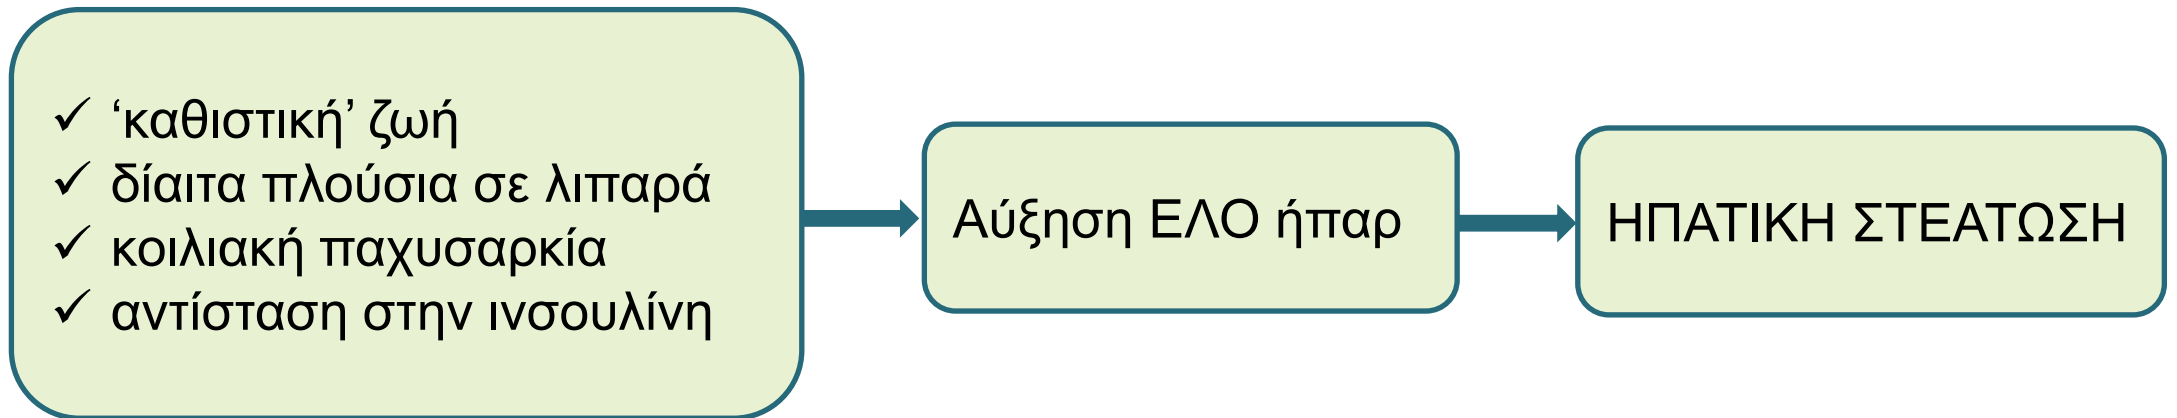 ✓ ‘καθιστική’ ζωή
✓ δίαιτα πλούσια σε λιπαρά
✓ κοιλιακή παχυσαρκία
✓ αντίσταση στην ινσουλίνη
Αύξηση ΕΛΟ ήπαρ
ΗΠΑΤΙΚΗ ΣΤΕΑΤΩΣΗ